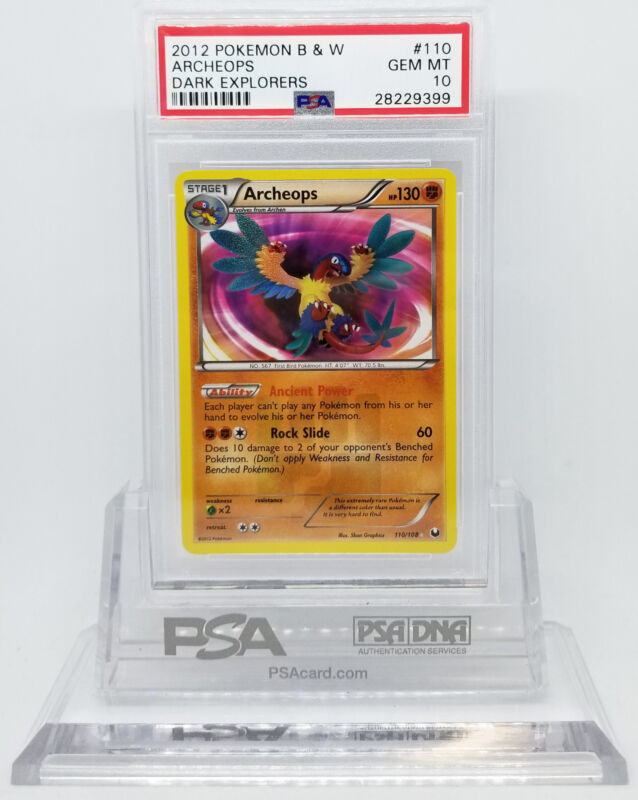 2012 POKEMON B & W #110
ARCHEOPS GEM MT
DARK EXPLORERS 10
PSA 28229399
STAGE 1 Archeops HP 130
Evolves from Archen
NO. 567 First Bird Pokémon. HT: 4'07" WT: 70.5 lbs.
Ability Ancient Power
Each player can't play any Pokémon from his or her
hand to evolve his or her Pokémon.
Rock Slide 60
Does 10 damage to 2 of your opponent's Benched
Pokémon. (Don't apply Weakness and Resistance for
Benched Pokémon.)
weakness resistance
×2
retreat
This extremely rare Pokémon is
a different color than usual.
It is very hard to find.
©2012 Pokémon
Illus. Shan Graphics 110/108
PSA PSA DNA
AUTHENTICATION SERVICES
PSAcard.com